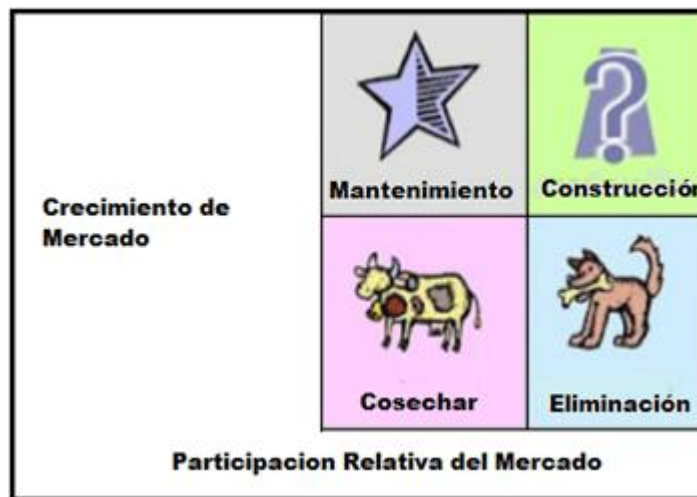 Mantenimiento
Construcción
Crecimiento de
Mercado
Cosechar
Eliminación
Participacion Relativa del Mercado